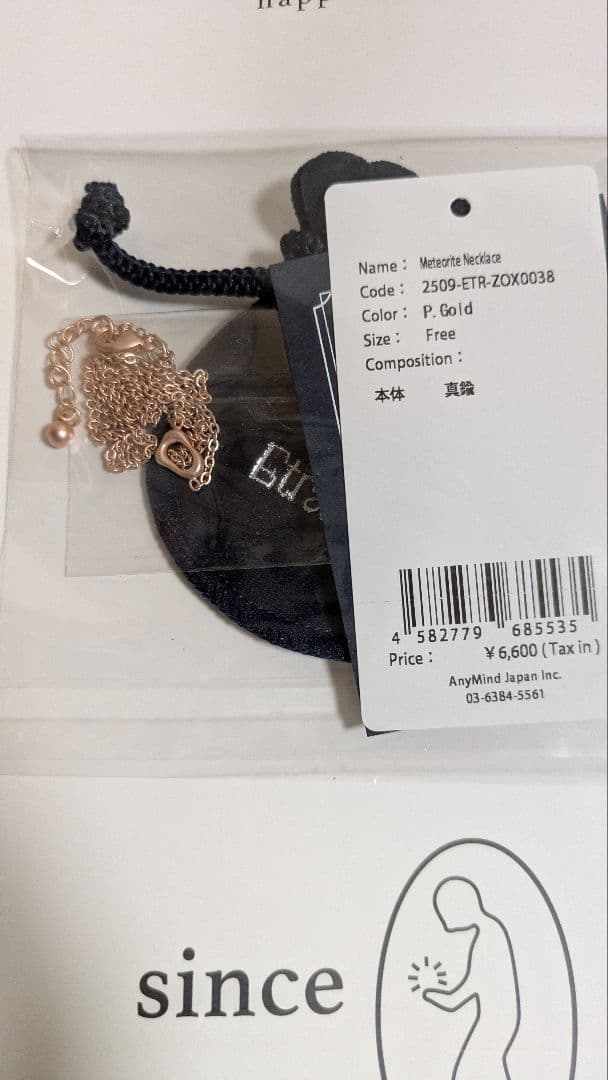 Name : Meteorite Necklace
Code : 2509-ETR-ZOX0038
Color : P. Gold
Size : Free
Composition :
本体 真鍮
Etr
4 582779 685535
Price : ¥6,600 (Tax in)
AnyMind Japan Inc.
03-6384-5561
since